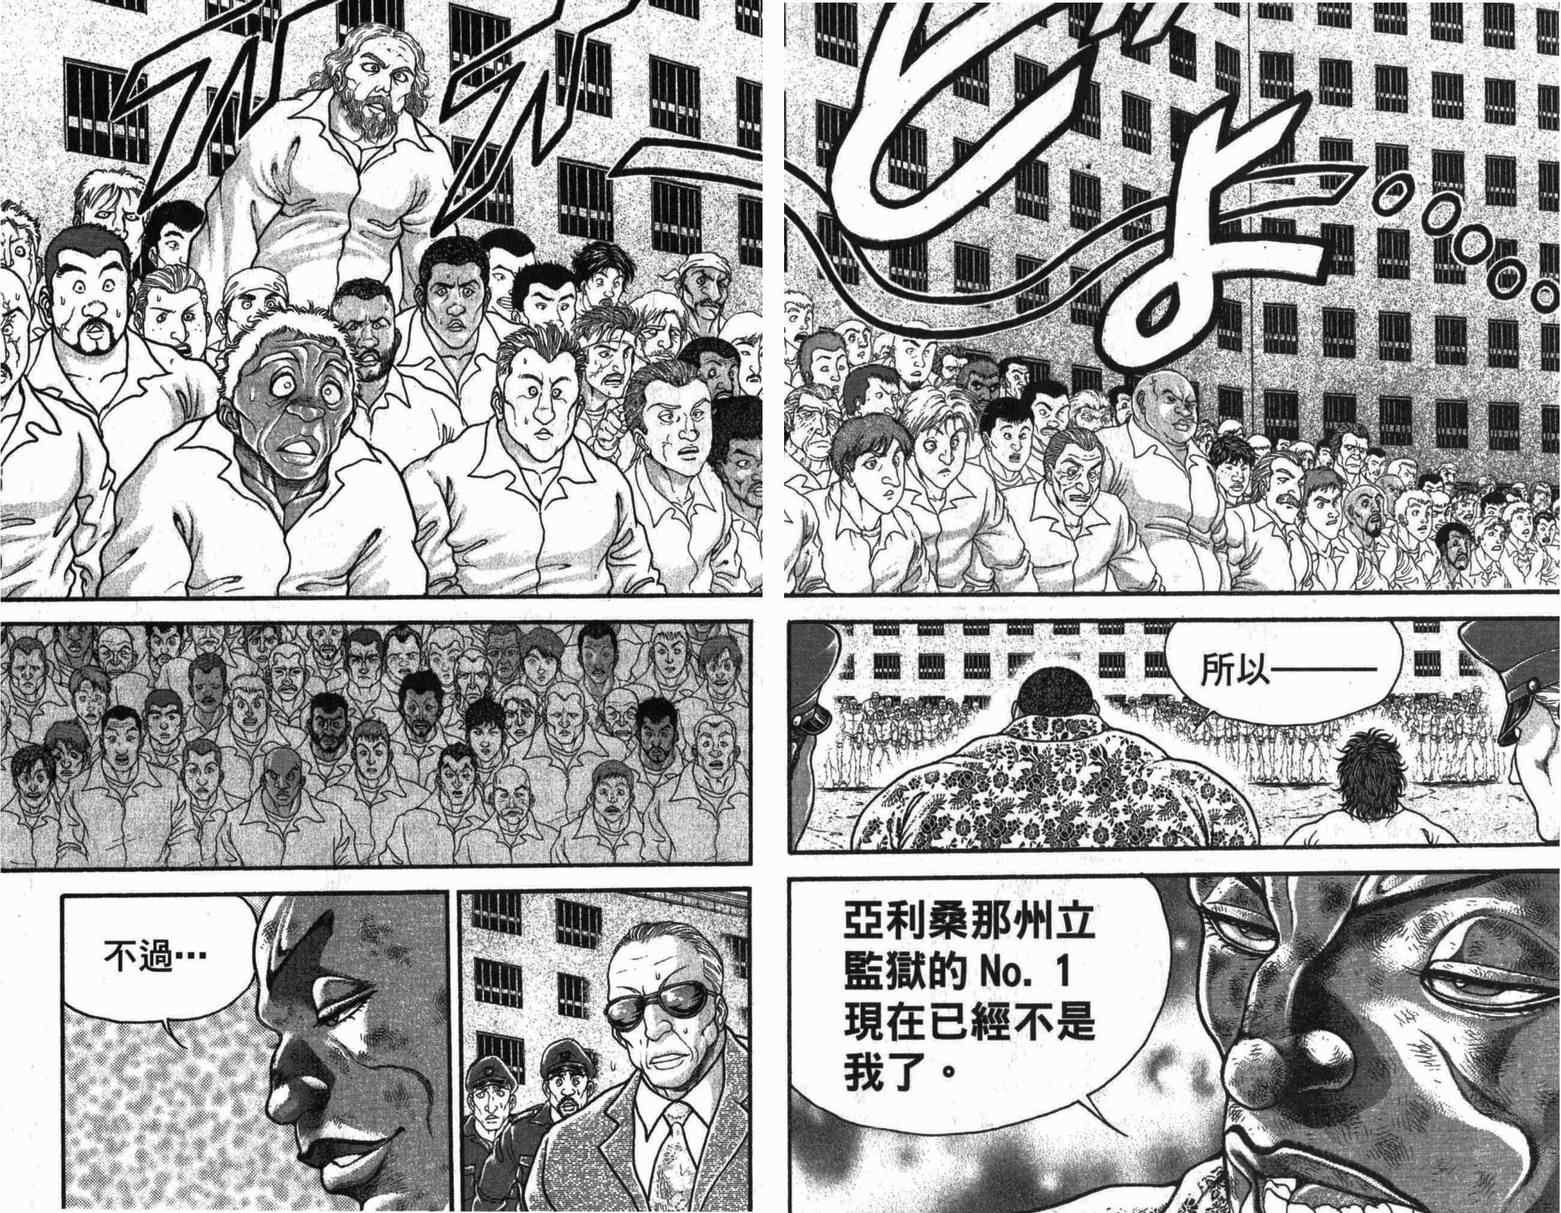 ザワ
ザワ
どよ
所以——
亞利桑那州立
監獄的 No. 1
現在已經不是
我了。
不過…